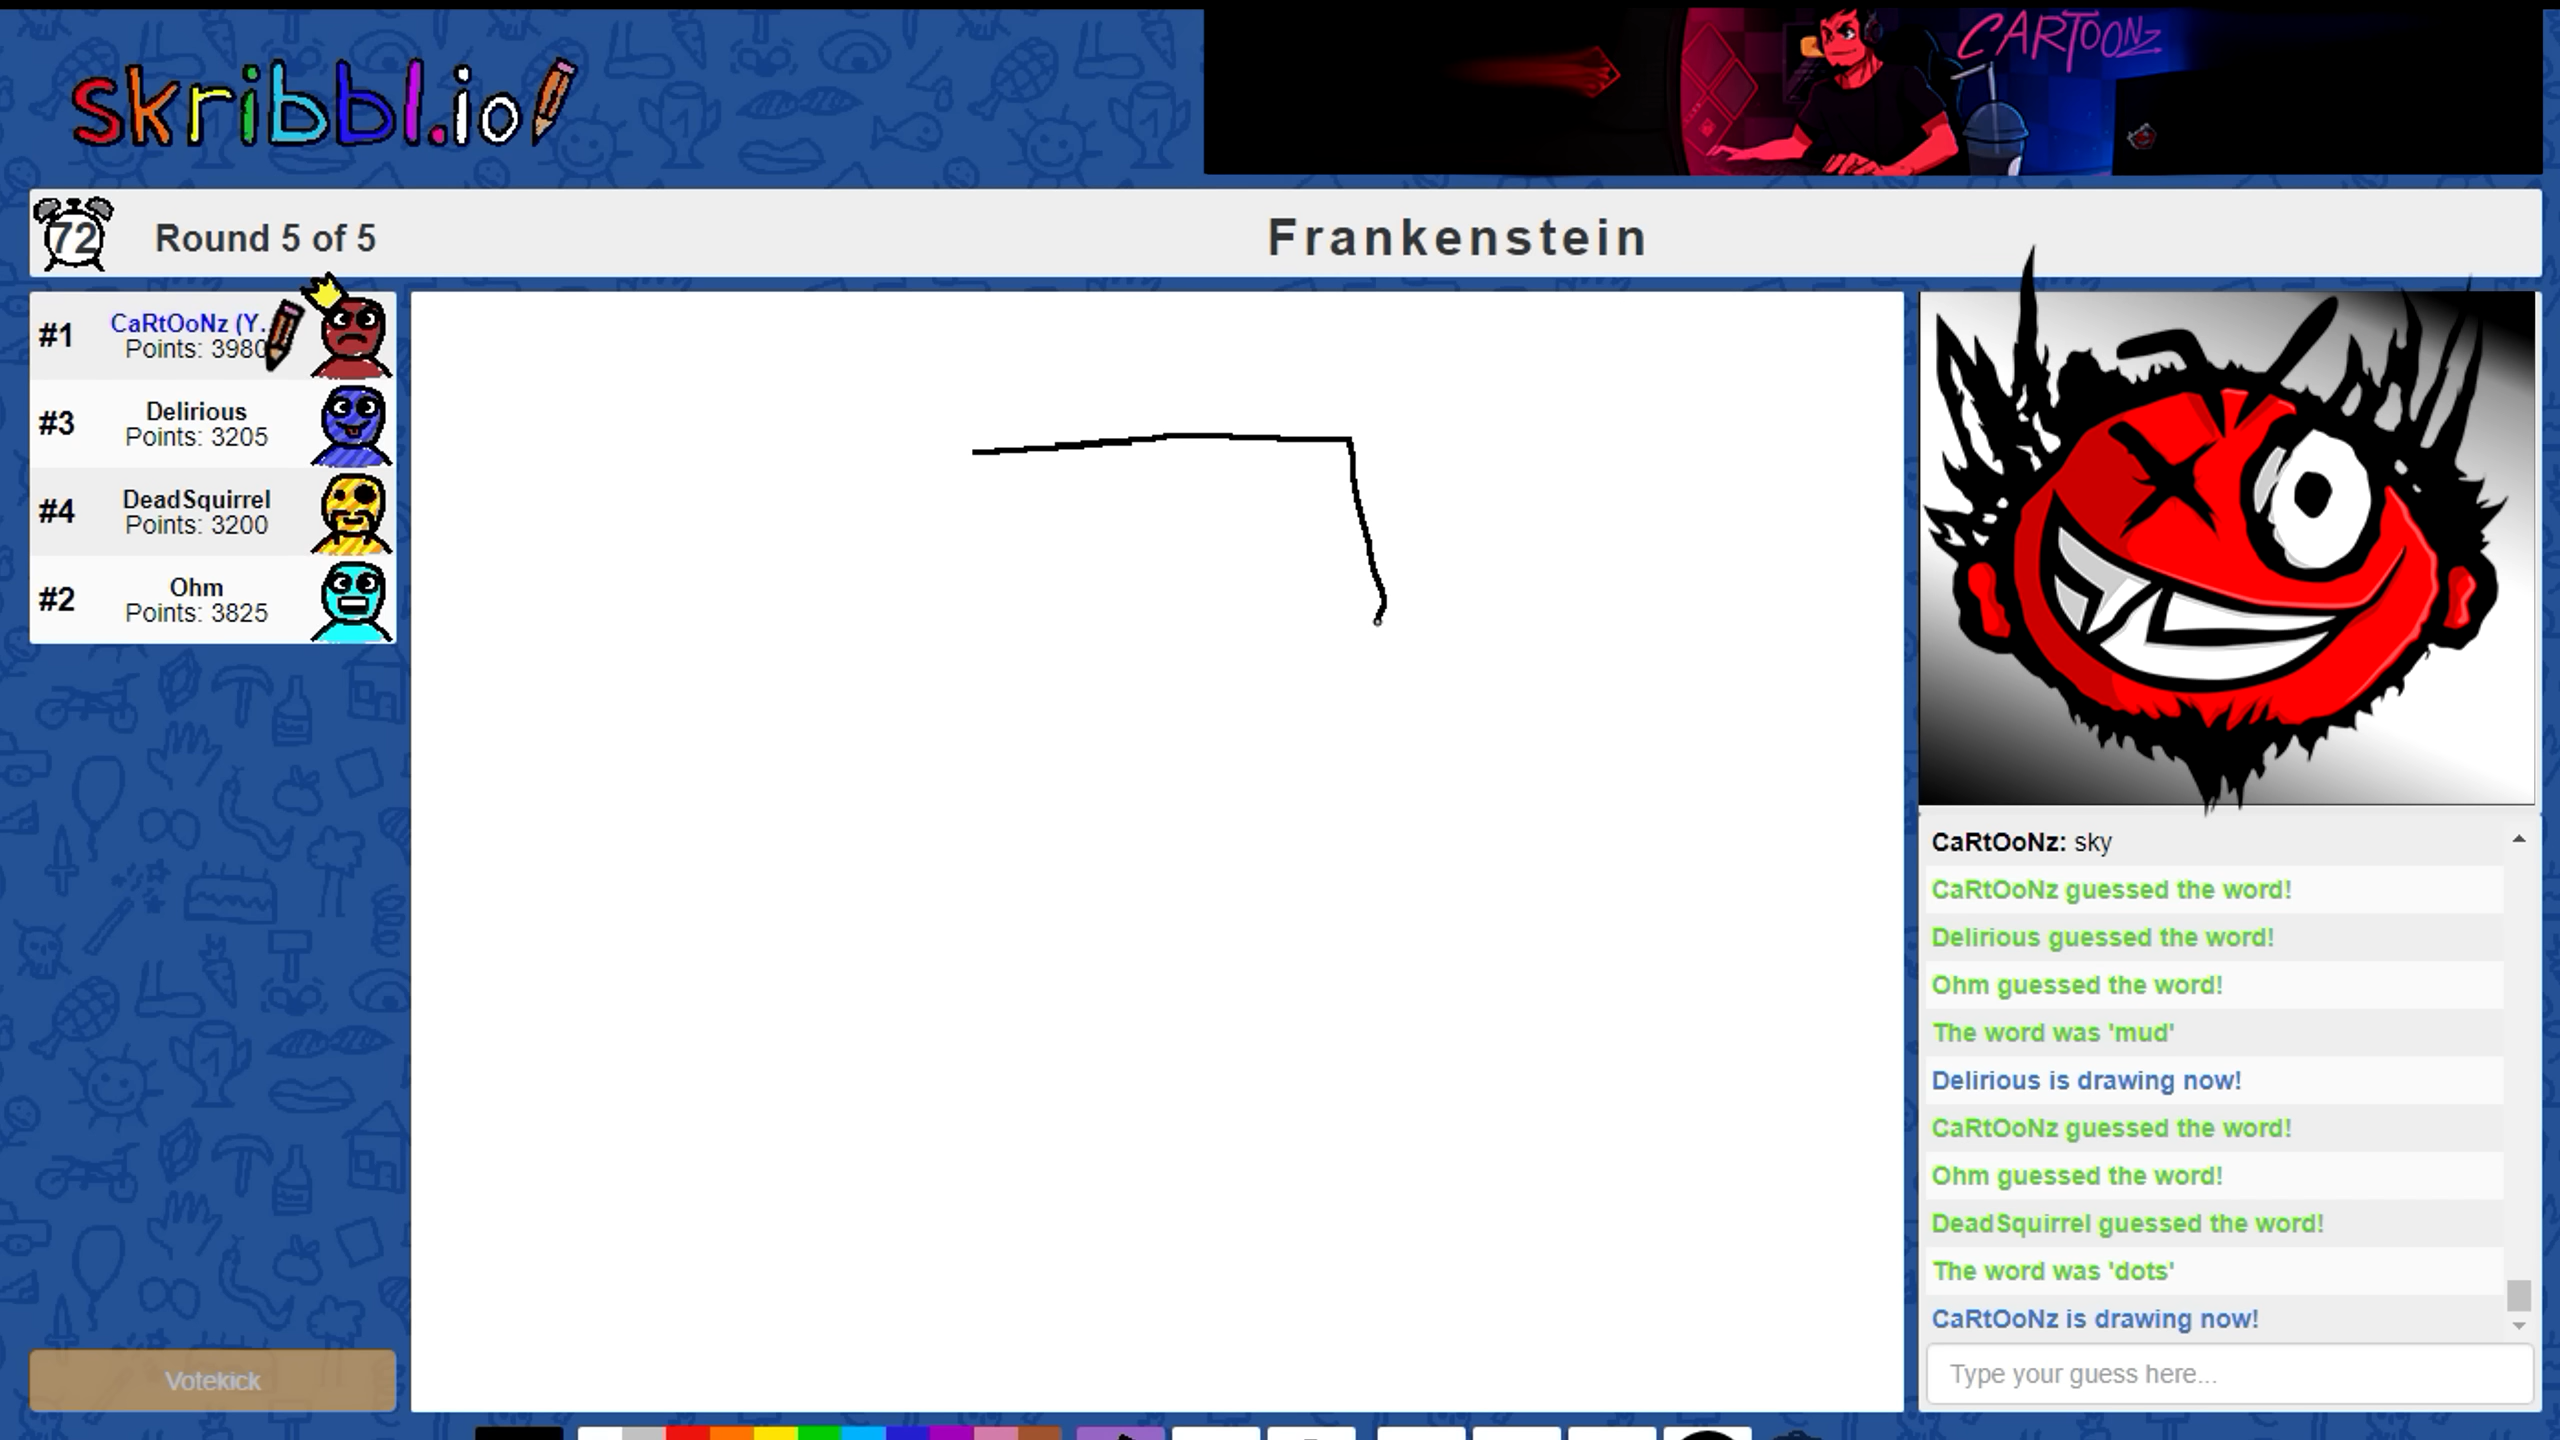 skribbl.io
CARTOONZ
72
Round 5 of 5
Frankenstein
#1
CaRtOoNz (Y...
Points: 3980
#3
Delirious
Points: 3205
#4
DeadSquirrel
Points: 3200
#2
Ohm
Points: 3825
CaRtOoNz: sky
CaRtOoNz guessed the word!
Delirious guessed the word!
Ohm guessed the word!
The word was 'mud'
Delirious is drawing now!
CaRtOoNz guessed the word!
Ohm guessed the word!
DeadSquirrel guessed the word!
The word was 'dots'
CaRtOoNz is drawing now!
Type your guess here...
Votekick